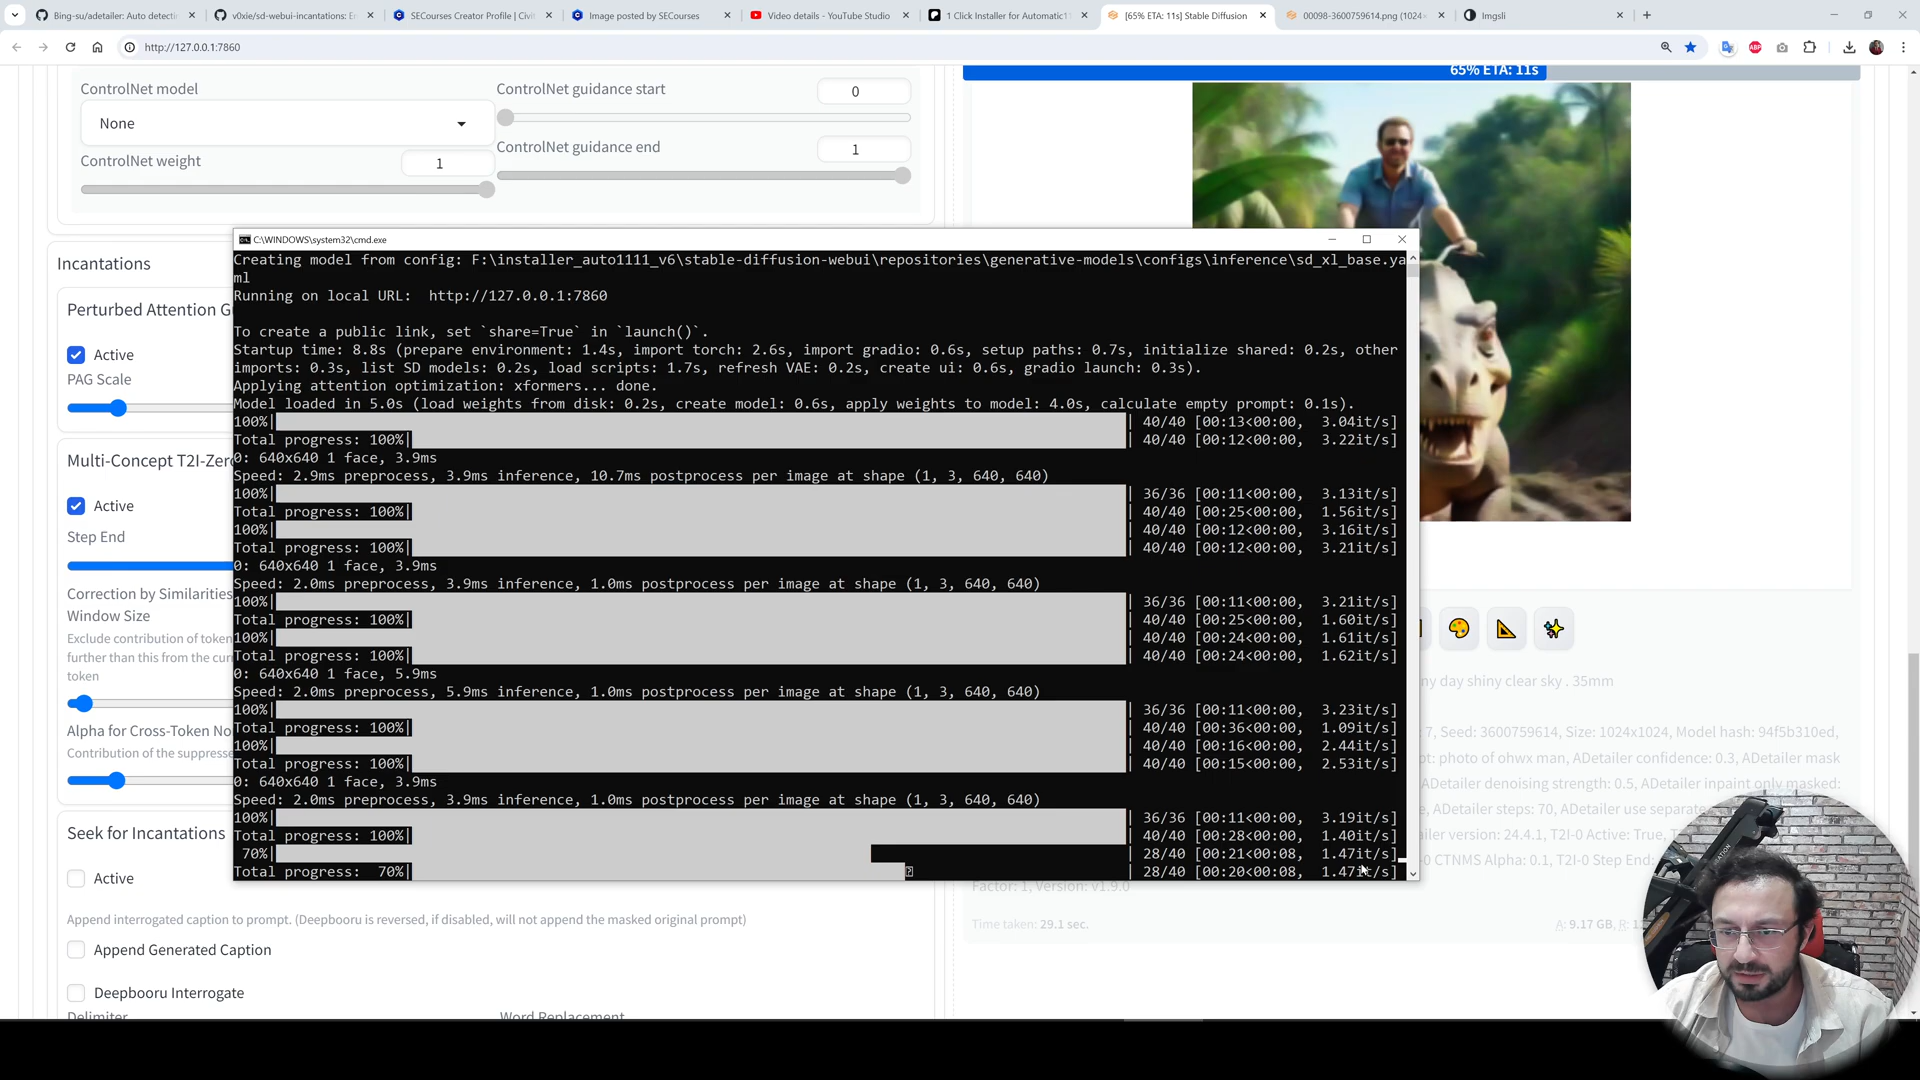 Bing-su/adetailer: Auto detectin
v0xie/sd-webui-incantations: En
SECourses Creator Profile | Civit
Image posted by SECourses
Video details - YouTube Studio
1 Click Installer for Automatic1
[65% ETA: 11s] Stable Diffusion
00098-3600759614.png (1024×
Imgsli
http://127.0.0.1:7860
ControlNet model
None
ControlNet weight
1
ControlNet guidance start
0
ControlNet guidance end
1
65% ETA: 11s
Incantations
Perturbed Attention G
Active
PAG Scale
Multi-Concept T2I-Zero
Active
Step End
Correction by Similarities
Window Size
Exclude contribution of token
further than this from the cur
token
Alpha for Cross-Token No
Contribution of the suppresse
Seek for Incantations
Active
Append interrogated caption to prompt. (Deepbooru is reversed, if disabled, will not append the masked original prompt)
Append Generated Caption
Deepbooru Interrogate
Delimiter
Word Replacement
C:\WINDOWS\system32\cmd.exe
Creating model from config: F:\installer_auto1111_v6\stable-diffusion-webui\repositories\generative-models\configs\inference\sd_xl_base.ya
ml
Running on local URL:  http://127.0.0.1:7860
To create a public link, set `share=True` in `launch()`.
Startup time: 8.8s (prepare environment: 1.4s, import torch: 2.6s, import gradio: 0.6s, setup paths: 0.7s, initialize shared: 0.2s, other
imports: 0.3s, list SD models: 0.2s, load scripts: 1.7s, refresh VAE: 0.2s, create ui: 0.6s, gradio launch: 0.3s).
Applying attention optimization: xformers... done.
Model loaded in 5.0s (load weights from disk: 0.2s, create model: 0.6s, apply weights to model: 4.0s, calculate empty prompt: 0.1s).
100%| | 40/40 [00:13<00:00,  3.04it/s]
Total progress: 100%| | 40/40 [00:12<00:00,  3.22it/s]
0: 640x640 1 face, 3.9ms
Speed: 2.9ms preprocess, 3.9ms inference, 10.7ms postprocess per image at shape (1, 3, 640, 640)
100%| | 36/36 [00:11<00:00,  3.13it/s]
Total progress: 100%| | 40/40 [00:25<00:00,  1.56it/s]
100%| | 40/40 [00:12<00:00,  3.16it/s]
Total progress: 100%| | 40/40 [00:12<00:00,  3.21it/s]
0: 640x640 1 face, 3.9ms
Speed: 2.0ms preprocess, 3.9ms inference, 1.0ms postprocess per image at shape (1, 3, 640, 640)
100%| | 36/36 [00:11<00:00,  3.21it/s]
Total progress: 100%| | 40/40 [00:25<00:00,  1.60it/s]
100%| | 40/40 [00:24<00:00,  1.61it/s]
Total progress: 100%| | 40/40 [00:24<00:00,  1.62it/s]
0: 640x640 1 face, 5.9ms
Speed: 2.0ms preprocess, 5.9ms inference, 1.0ms postprocess per image at shape (1, 3, 640, 640)
100%| | 36/36 [00:11<00:00,  3.23it/s]
Total progress: 100%| | 40/40 [00:36<00:00,  1.09it/s]
100%| | 40/40 [00:16<00:00,  2.44it/s]
Total progress: 100%| | 40/40 [00:15<00:00,  2.53it/s]
0: 640x640 1 face, 3.9ms
Speed: 2.0ms preprocess, 3.9ms inference, 1.0ms postprocess per image at shape (1, 3, 640, 640)
100%| | 36/36 [00:11<00:00,  3.19it/s]
Total progress: 100%| | 40/40 [00:28<00:00,  1.40it/s]
70%| | 28/40 [00:21<00:08,  1.47it/s]
Total progress:  70%| | 28/40 [00:20<00:08,  1.47it/s]
ny day shiny clear sky . 35mm
7, Seed: 3600759614, Size: 1024x1024, Model hash: 94f5b310ed,
pt: photo of ohwx man, ADetailer confidence: 0.3, ADetailer mask
ADetailer denoising strength: 0.5, ADetailer inpaint only masked:
e, ADetailer steps: 70, ADetailer use separate
ailer version: 24.4.1, T2I-0 Active: True,
-0 CTNMS Alpha: 0.1, T2I-0 Step End:
Factor: 1, Version: v1.9.0
Time taken: 29.1 sec.
A: 9.17 GB, R: 1